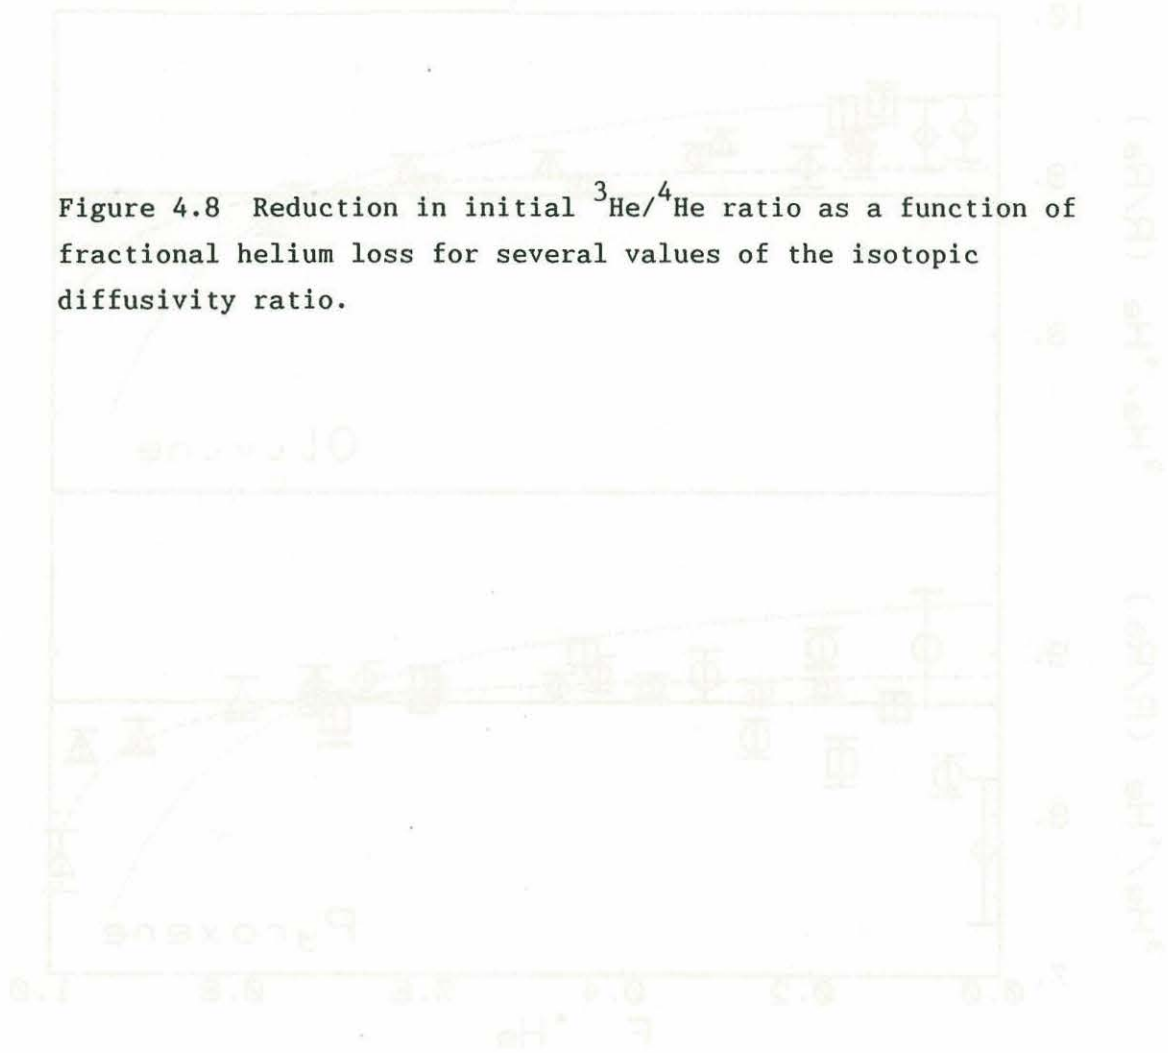 Figure 4.8 Reduction in initial ³He/⁴He ratio as a function of
fractional helium loss for several values of the isotopic
diffusivity ratio.